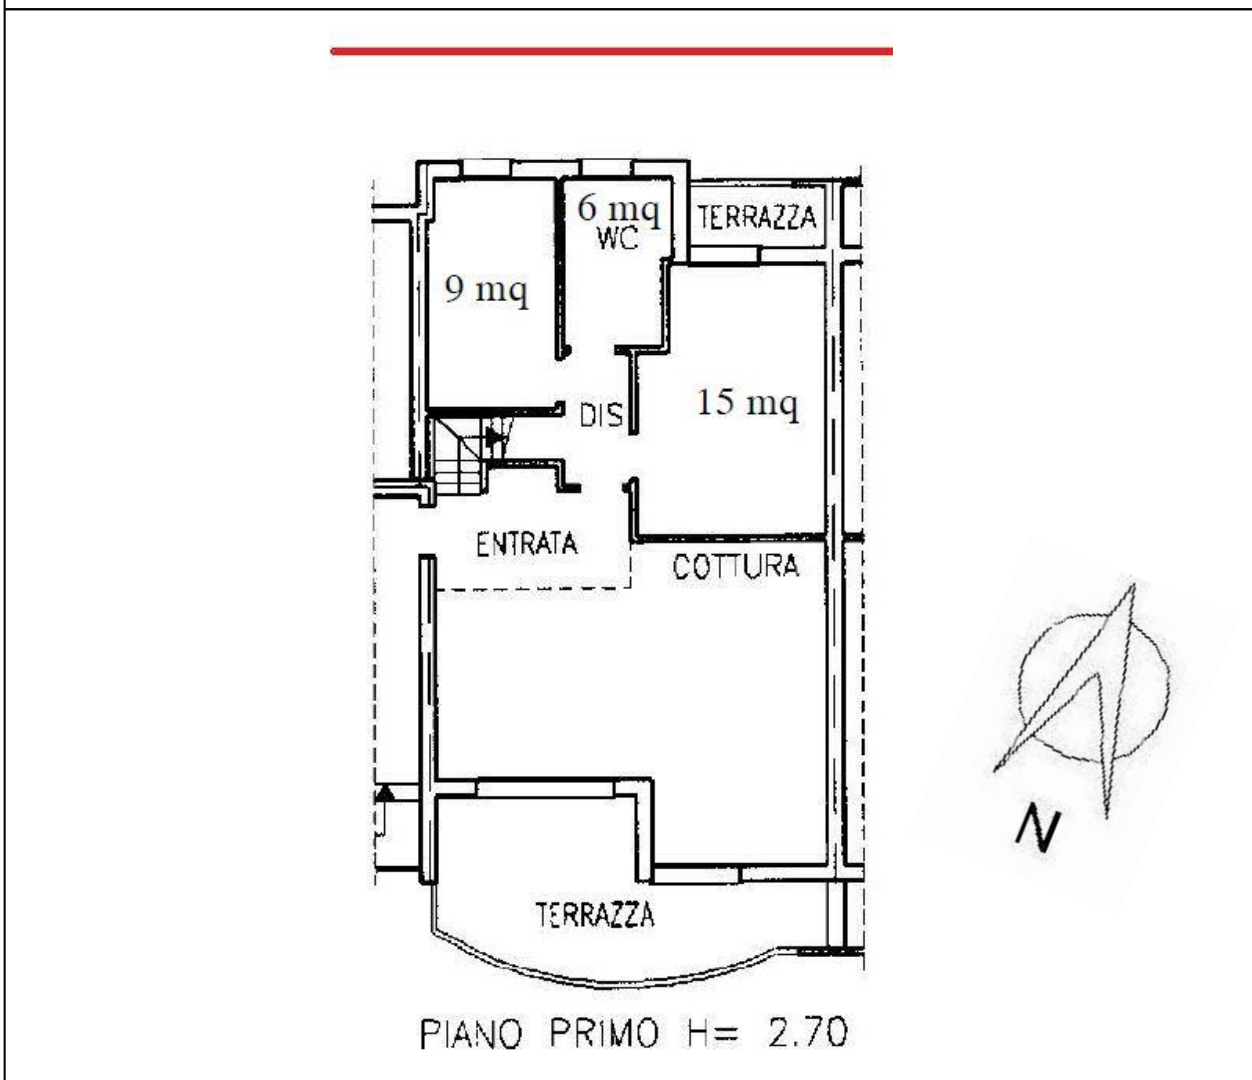 6 mq
WC
TERRAZZA
9 mq
15 mq
DIS
ENTRATA
COTTURA
N
TERRAZZA
PIANO PRIMO H= 2.70